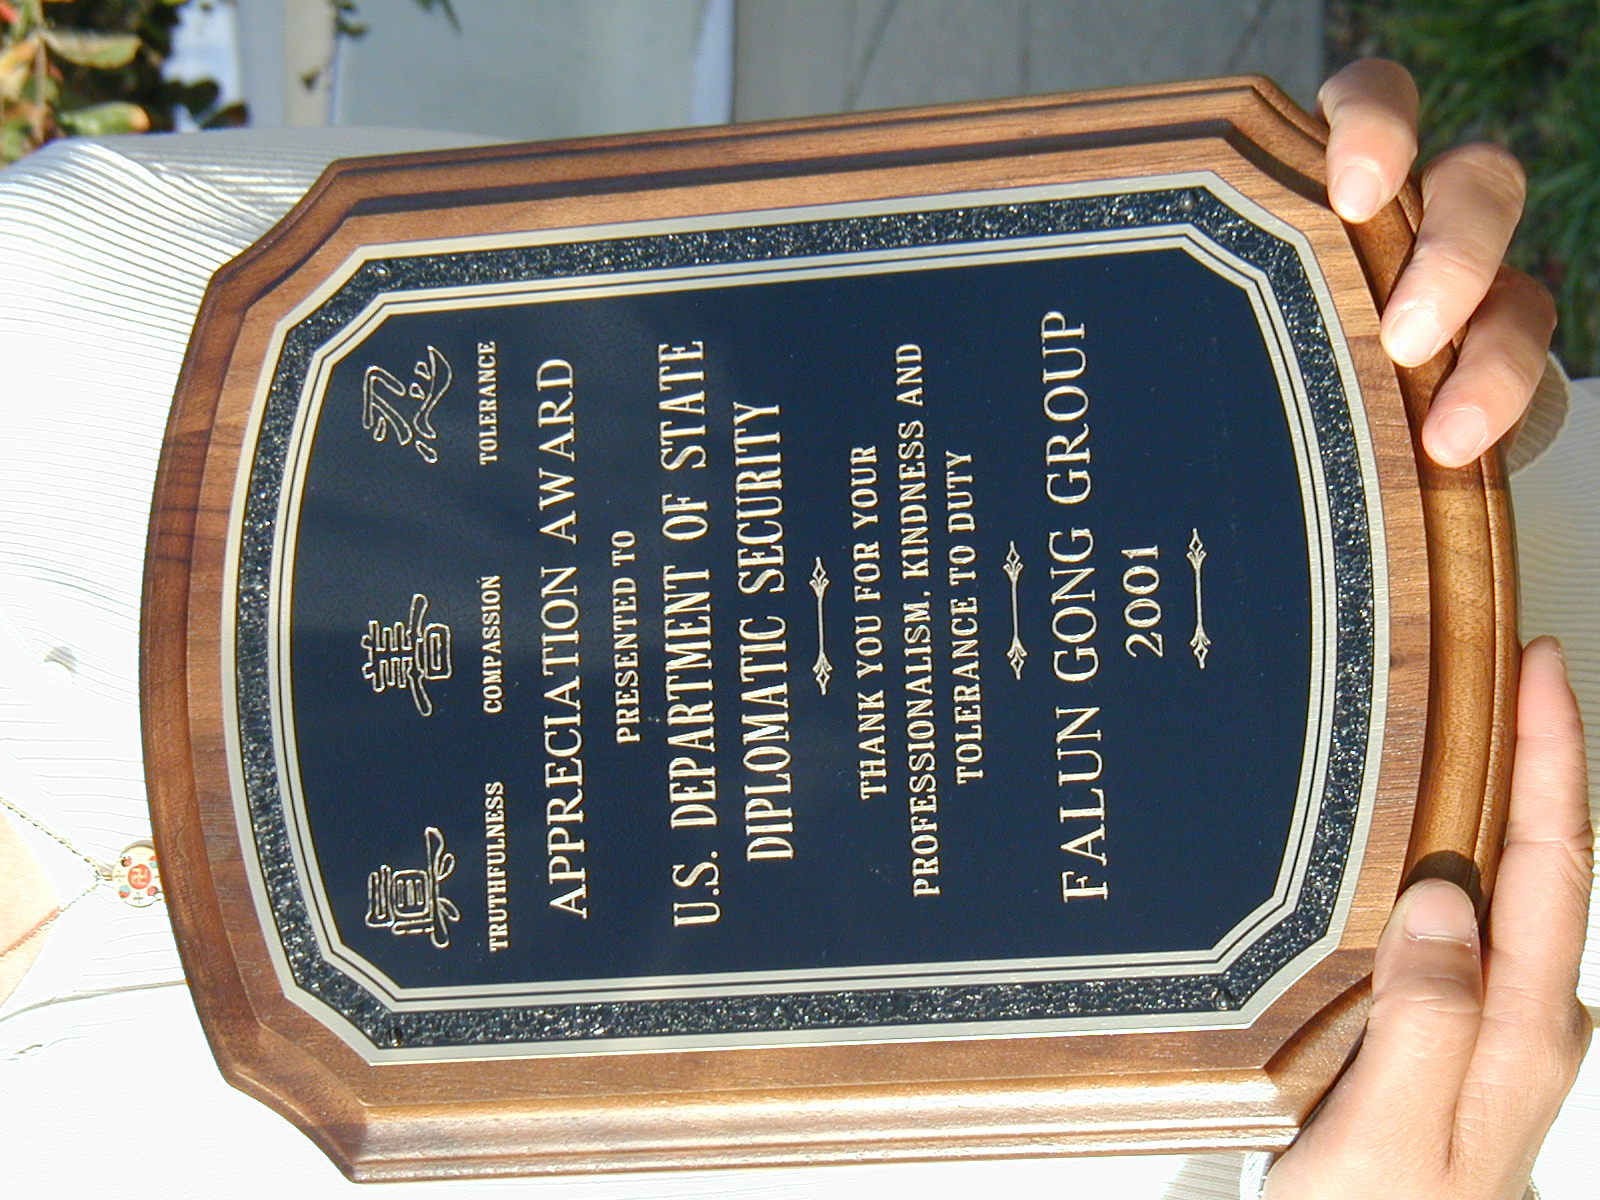 眞 善 忍
TRUTHFULNESS COMPASSION TOLERANCE
APPRECIATION AWARD
PRESENTED TO
U.S. DEPARTMENT OF STATE
DIPLOMATIC SECURITY
THANK YOU FOR YOUR
PROFESSIONALISM, KINDNESS AND
TOLERANCE TO DUTY
FALUN GONG GROUP
2001